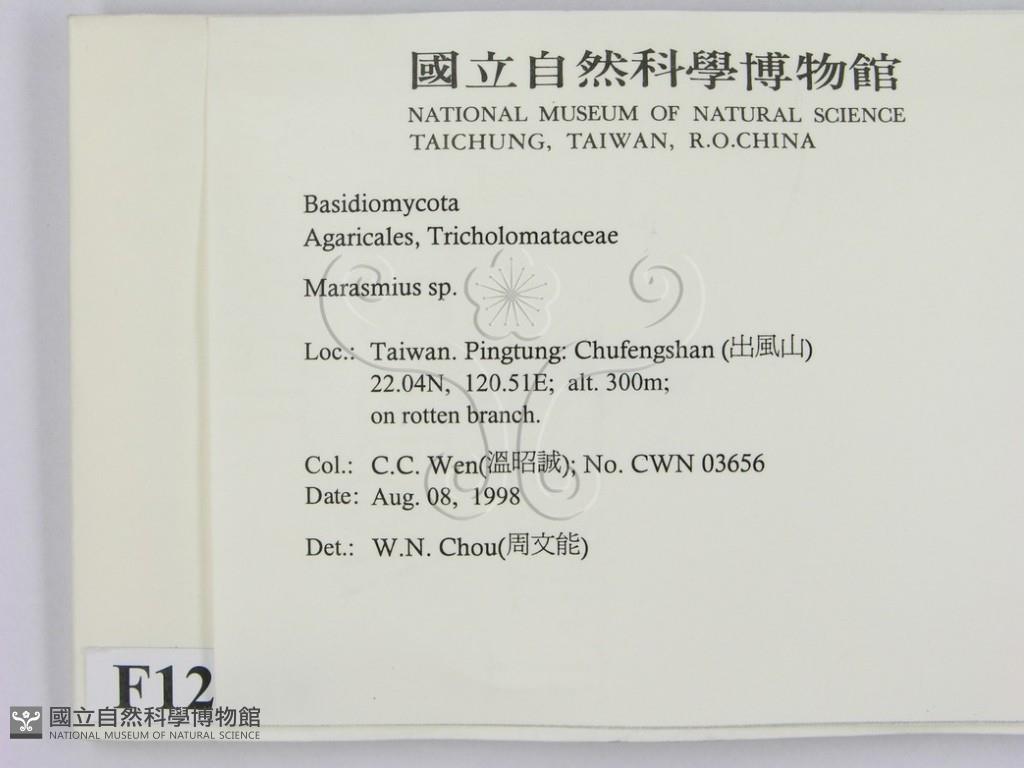 國立自然科學博物館
NATIONAL MUSEUM OF NATURAL SCIENCE
TAICHUNG, TAIWAN, R.O.CHINA
Basidiomycota
Agaricales, Tricholomataceae
Marasmius sp.
Loc.: Taiwan. Pingtung: Chufengshan (出風山)
22.04N, 120.51E; alt. 300m;
on rotten branch.
Col.: C.C. Wen(溫昭誠); No. CWN 03656
Date: Aug. 08, 1998
Det.: W.N. Chou(周文能)
F12
國立自然科學博物館
NATIONAL MUSEUM OF NATURAL SCIENCE